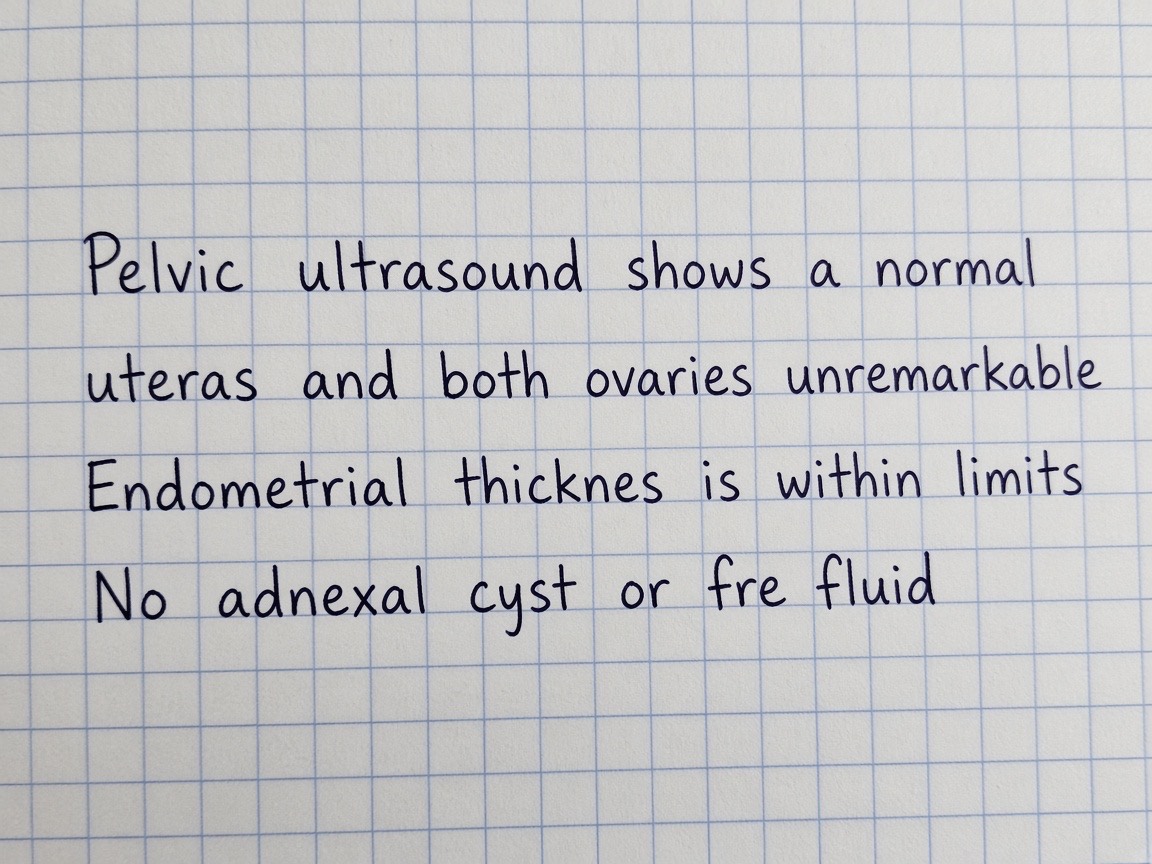 Pelvic ultrasound shows a normal
uteras and both ovaries unremarkable
Endometrial thicknes is within limits
No adnexal cyst or fre fluid